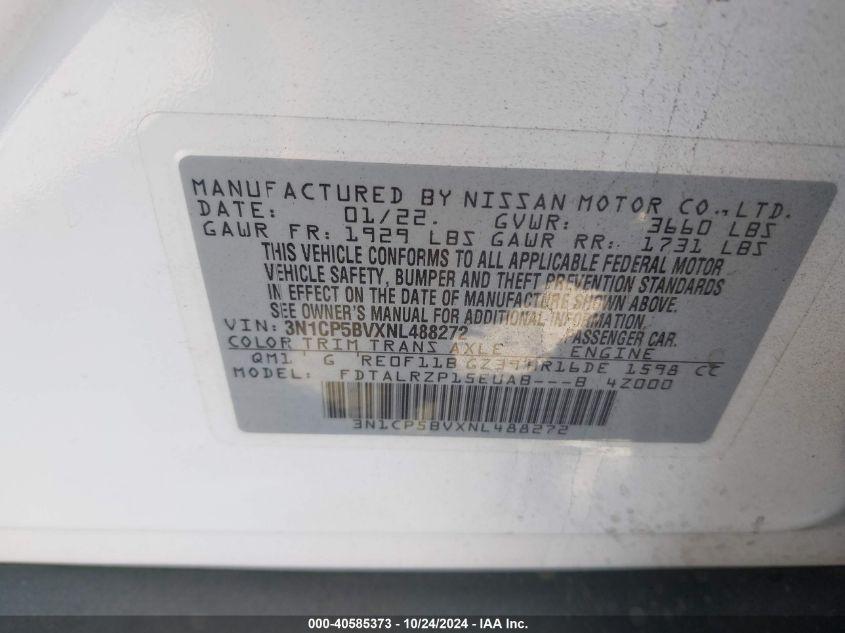 MANUFACTURED BY NISSAN MOTOR CO., LTD.
DATE: 01/22. GVWR: 3660 LBS
GAWR FR: 1929 LBS GAWR RR: 1731 LBS
THIS VEHICLE CONFORMS TO ALL APPLICABLE FEDERAL MOTOR
VEHICLE SAFETY, BUMPER AND THEFT PREVENTION STANDARDS
IN EFFECT ON THE DATE OF MANUFACTURE SHOWN ABOVE.
SEE OWNER'S MANUAL FOR ADDITIONAL INFORMATION.
VIN: 3N1CP5BVXNL488272 PASSENGER CAR.
COLOR TRIM TRANS AXLE ENGINE
QM1 G RE0F11B GZ39 HR16DE 1598 CC
MODEL: FDTALRZP15EUAB---B 4Z000
3N1CP5BVXNL488272
000-40585373 - 10/24/2024 - IAA Inc.